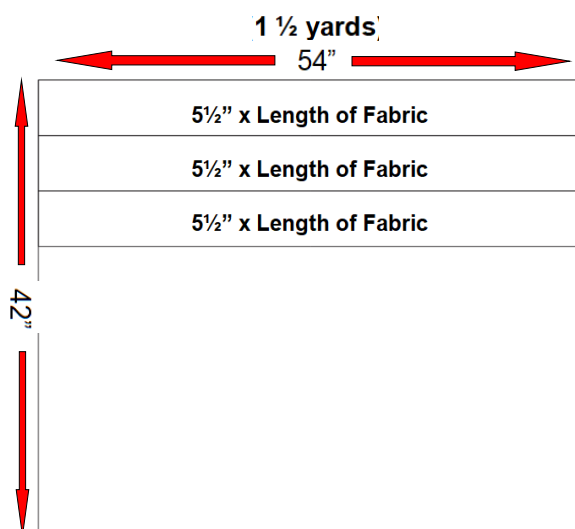 (1 ½ yards)
54”
5½” x Length of Fabric
5½” x Length of Fabric
5½” x Length of Fabric
42”